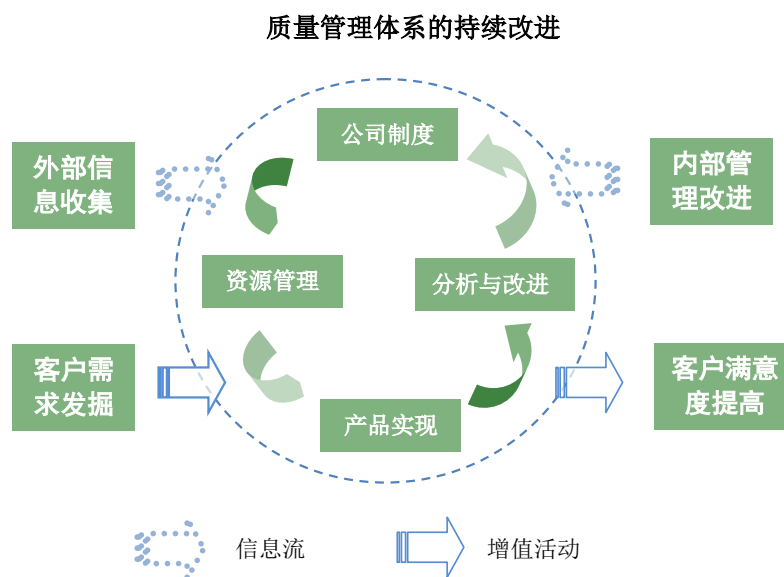 质量管理体系的持续改进
公司制度
外部信
息收集
内部管
理改进
资源管理
分析与改进
客户需
求发掘
客户满意
度提高
产品实现
信息流
增值活动